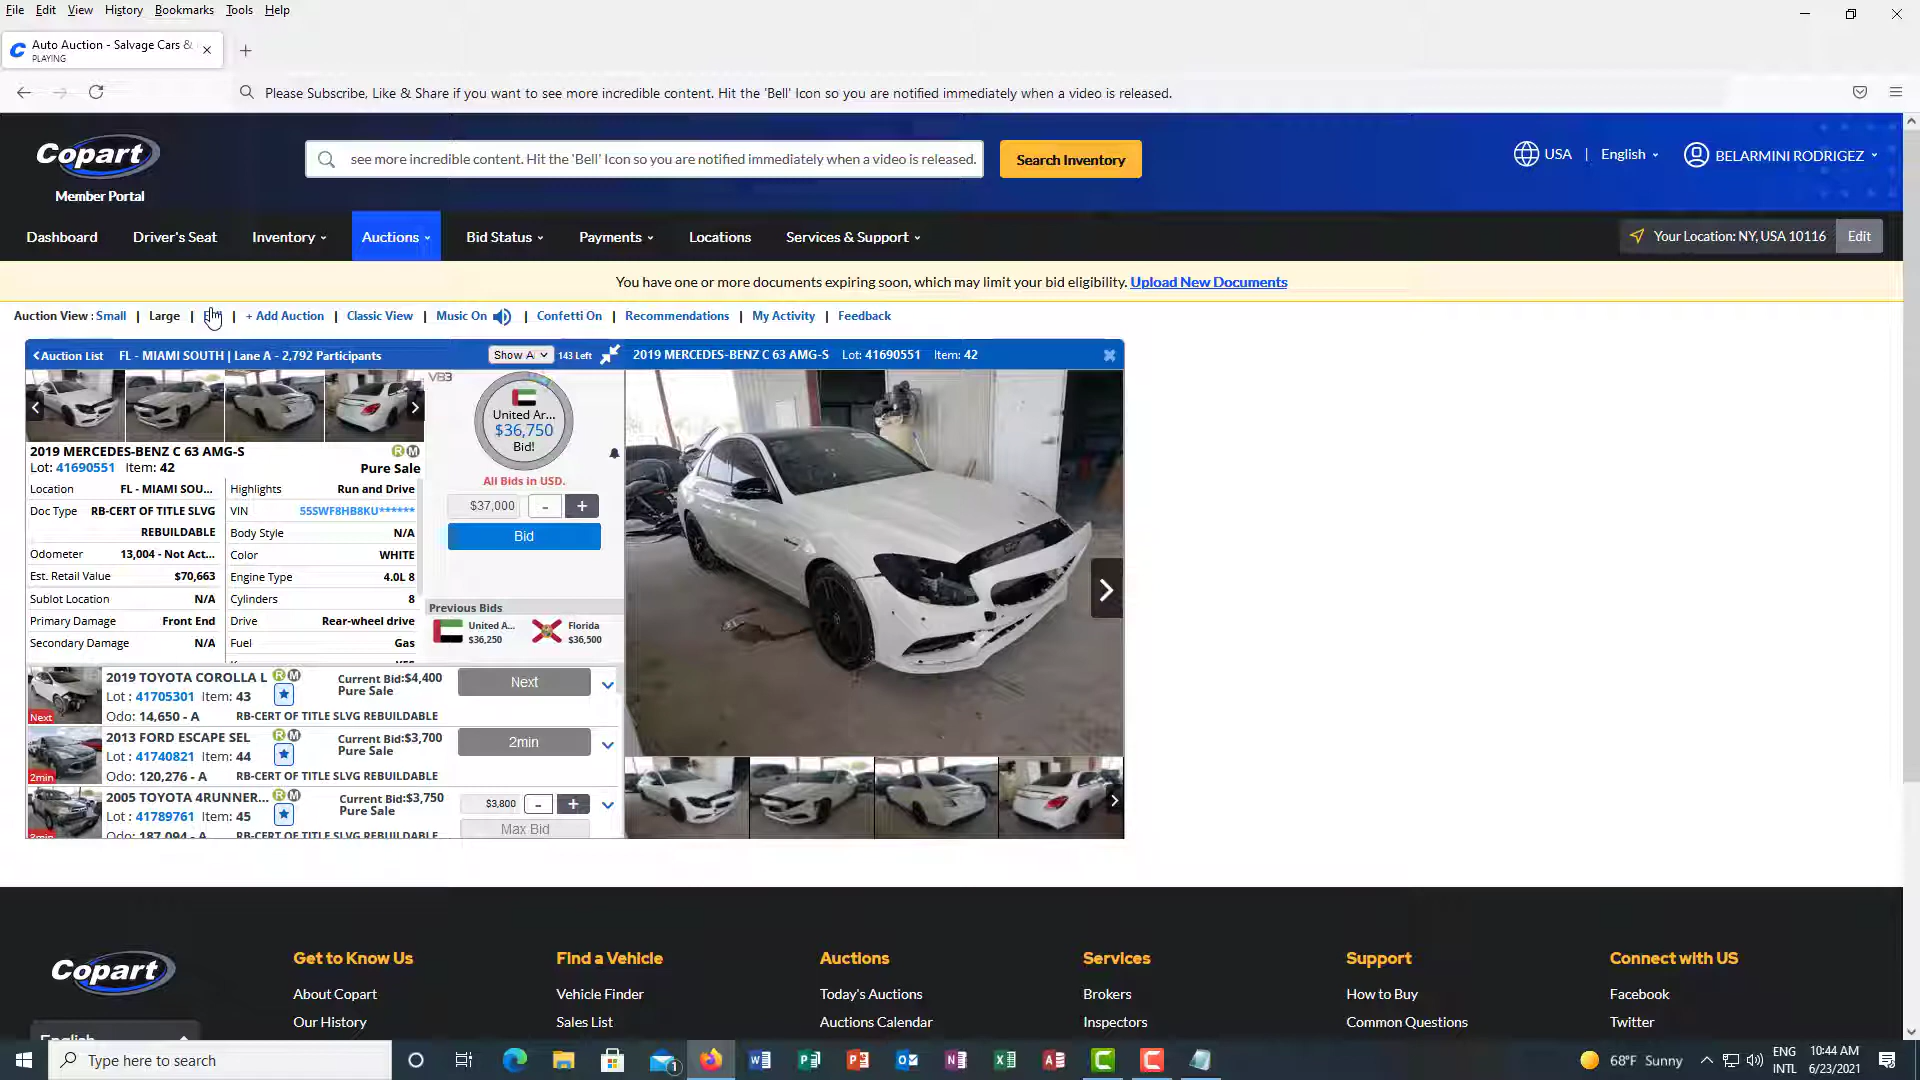 File Edit View History Bookmarks Tools Help
Auto Auction - Salvage Cars &
PLAYING
Please Subscribe, Like & Share if you want to see more incredible content. Hit the 'Bell' Icon so you are notified immediately when a video is released.
Copart
Member Portal
see more incredible content. Hit the 'Bell' Icon so you are notified immediately when a video is released.
Search Inventory
USA | English
BELARMINI RODRIGEZ
Dashboard Driver's Seat Inventory Auctions Bid Status Payments Locations Services & Support
Your Location: NY, USA 10116 Edit
You have one or more documents expiring soon, which may limit your bid eligibility. Upload New Documents
Auction View : Small | Large | | + Add Auction | Classic View | Music On | Confetti On | Recommendations | My Activity | Feedback
Auction List FL - MIAMI SOUTH | Lane A - 2,792 Participants
Show A 143 Left
2019 MERCEDES-BENZ C 63 AMG-S Lot: 41690551 Item: 42
VB3
United Ar...
$36,750
Bid!
All Bids in USD.
$37,000 - +
Bid
Previous Bids
United A...
$36,250
Florida
$36,500
2019 MERCEDES-BENZ C 63 AMG-S R M
Lot: 41690551 Item: 42 Pure Sale
Location FL - MIAMI SOU...
Doc Type RB-CERT OF TITLE SLVG
REBUILDABLE
Odometer 13,004 - Not Act...
Est. Retail Value $70,663
Sublot Location N/A
Primary Damage Front End
Secondary Damage N/A
Highlights Run and Drive
VIN 55SWF8HB8KU******
Body Style N/A
Color WHITE
Engine Type 4.0L 8
Cylinders 8
Drive Rear-wheel drive
Fuel Gas
2019 TOYOTA COROLLA L R M Current Bid:$4,400 Next
Lot : 41705301 Item: 43 Pure Sale
Next Odo: 14,650 - A RB-CERT OF TITLE SLVG REBUILDABLE
2013 FORD ESCAPE SEL R M Current Bid:$3,700 2min
Lot : 41740821 Item: 44 Pure Sale
2min Odo: 120,276 - A RB-CERT OF TITLE SLVG REBUILDABLE
2005 TOYOTA 4RUNNER... R M Current Bid:$3,750 $3,800 - +
Lot : 41789761 Item: 45 Pure Sale
Max Bid
Odo: 187,094 - A RB-CERT OF TITLE SLVG REBUILDABLE
Copart
English
Get to Know Us
About Copart
Our History
Find a Vehicle
Vehicle Finder
Sales List
Auctions
Today's Auctions
Auctions Calendar
Services
Brokers
Inspectors
Support
How to Buy
Common Questions
Connect with US
Facebook
Twitter
Type here to search
68°F Sunny
ENG
INTL
10:44 AM
6/23/2021